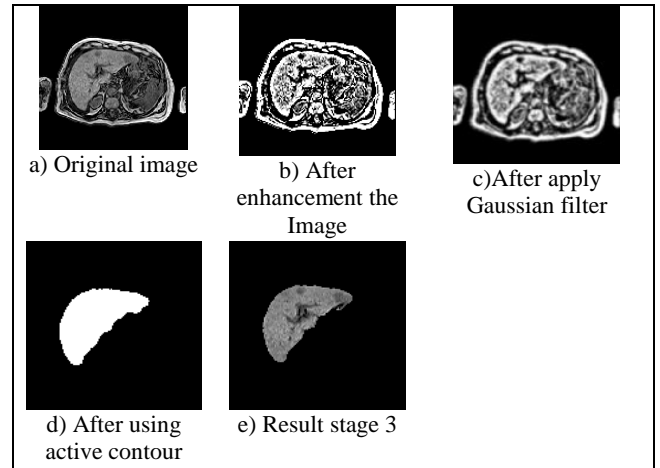 a) Original image
b) After
enhancement the
Image
c)After apply
Gaussian filter
d) After using
active contour
e) Result stage 3